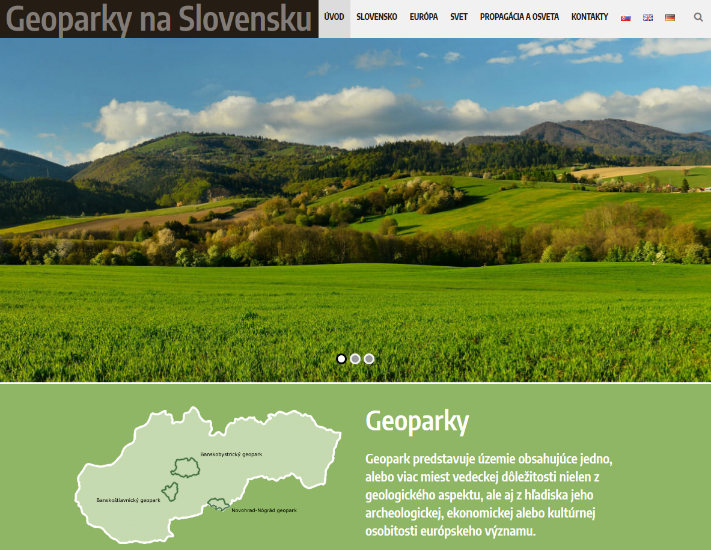 Geoparky na Slovensku
ÚVOD SLOVENSKO EURÓPA SVET PROPAGÁCIA A OSVETA KONTAKTY
Geoparky
Banskobystrický geopark
Banskoštiavnický geopark
Novohrad-Nógrád geopark
Geopark predstavuje územie obsahujúce jedno,
alebo viac miest vedeckej dôležitosti nielen z
geologického aspektu, ale aj z hľadiska jeho
archeologickej, ekonomickej alebo kultúrnej
osobitosti európskeho významu.